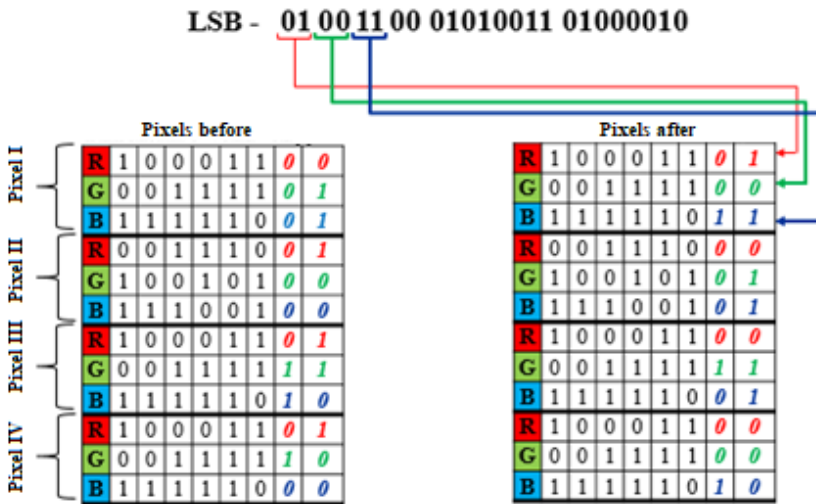 LSB - 01 00 11 00 01010011 01000010
Pixels before
Pixels after
Pixel I
R 1 0 0 0 1 1 0 0
G 0 0 1 1 1 1 0 1
B 1 1 1 1 1 0 0 1
Pixel II
R 0 0 1 1 1 0 0 1
G 1 0 0 1 0 1 0 0
B 1 1 1 0 0 1 0 0
Pixel III
R 1 0 0 0 1 1 0 1
G 0 0 1 1 1 1 1 1
B 1 1 1 1 1 0 1 0
Pixel IV
R 1 0 0 0 1 1 0 1
G 0 0 1 1 1 1 1 0
B 1 1 1 1 1 0 0 0
R 1 0 0 0 1 1 0 1
G 0 0 1 1 1 1 0 0
B 1 1 1 1 1 0 1 1
R 0 0 1 1 1 0 0 0
G 1 0 0 1 0 1 0 1
B 1 1 1 0 0 1 0 1
R 1 0 0 0 1 1 0 0
G 0 0 1 1 1 1 1 1
B 1 1 1 1 1 0 0 1
R 1 0 0 0 1 1 0 0
G 0 0 1 1 1 1 0 0
B 1 1 1 1 1 0 1 0